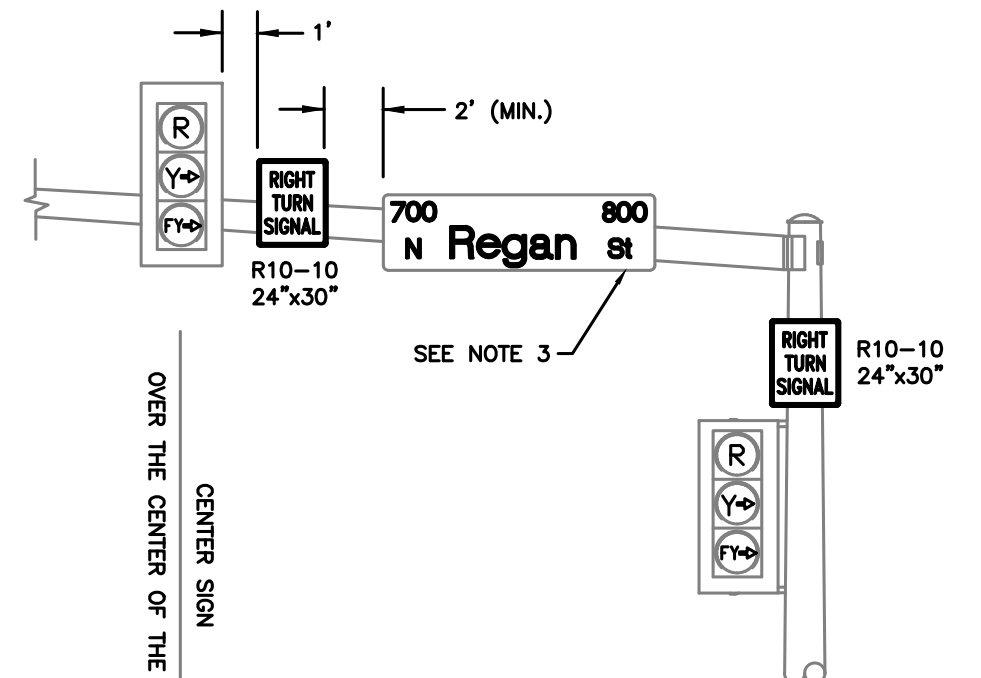 1'
2' (MIN.)
R
Y
FY
RIGHT
TURN
SIGNAL
R10-10
24"x30"
700 800
N Regan St
SEE NOTE 3
RIGHT
TURN
SIGNAL
R10-10
24"x30"
R
Y
FY
CENTER SIGN
OVER THE CENTER OF THE